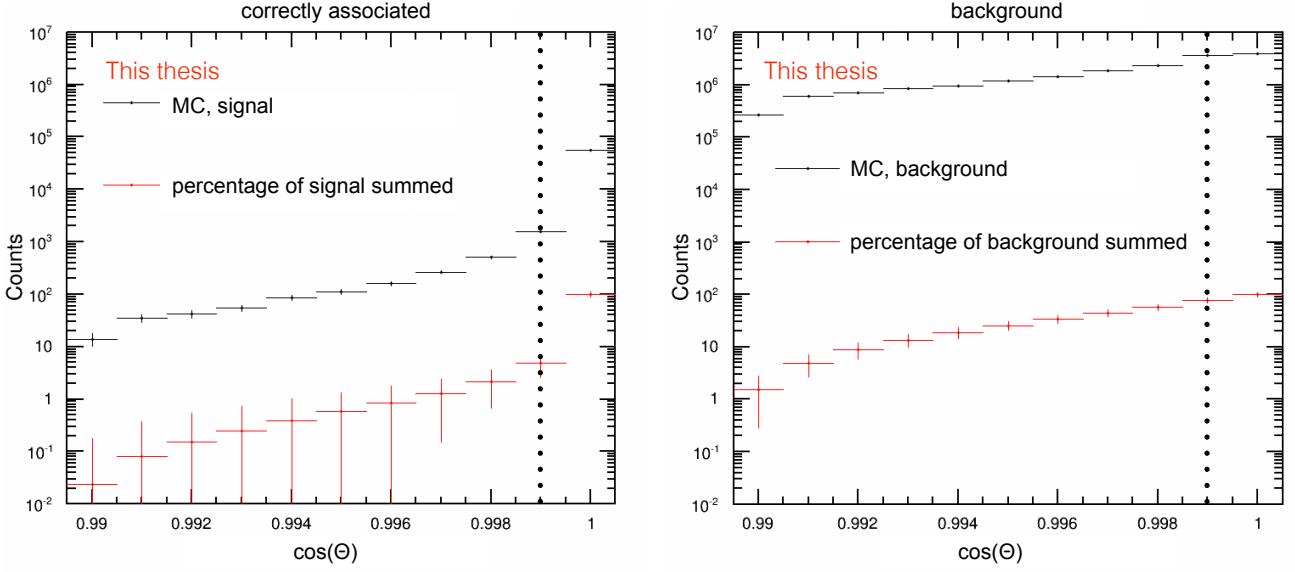 correctly associated
10^7
10^6
10^5
10^4
10^3
10^2
10
1
10^-1
10^-2
Counts
This thesis
MC, signal
percentage of signal summed
0.99 0.992 0.994 0.996 0.998 1
cos(Θ)
background
10^7
10^6
10^5
10^4
10^3
10^2
10
1
10^-1
10^-2
Counts
This thesis
MC, background
percentage of background summed
0.99 0.992 0.994 0.996 0.998 1
cos(Θ)